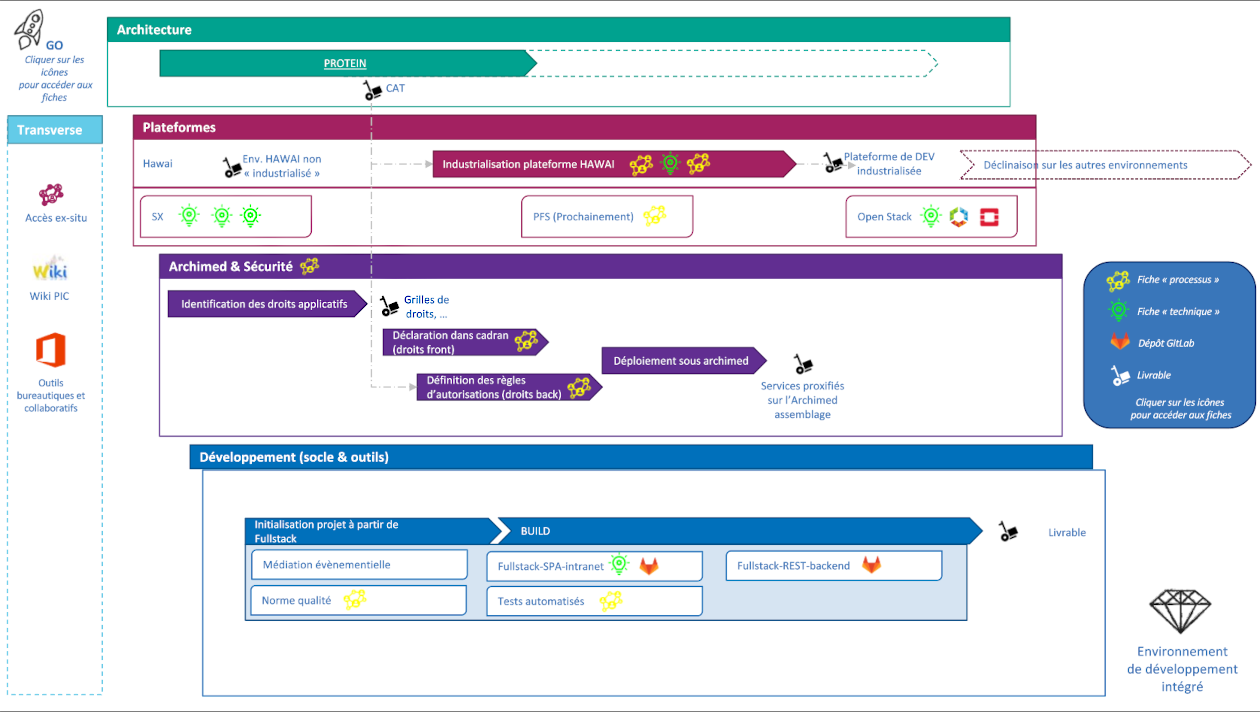 GO
Cliquer sur les
icônes
pour accéder aux
fiches
Architecture
PROTEIN
CAT
Transverse
Accès ex-situ
Wiki
Wiki PIC
Outils
bureautiques et
collaboratifs
Plateformes
Hawai
Env. HAWAI non
« industrialisé »
Industrialisation plateforme HAWAI
Plateforme de DEV
industrialisée
Déclinaison sur les autres environnements
SX
PFS (Prochainement)
Open Stack
Archimed & Sécurité
Identification des droits applicatifs
Grilles de
droits, ...
Déclaration dans cadran
(droits front)
Définition des règles
d'autorisations (droits back)
Déploiement sous archimed
Services proxifiés
sur l'Archimed
assemblage
Fiche « processus »
Fiche « technique »
Dépôt GitLab
Livrable
Cliquer sur les icônes
pour accéder aux fiches
Développement (socle & outils)
Initialisation projet à partir de
Fullstack
BUILD
Livrable
Médiation évènementielle
Fullstack-SPA-intranet
Fullstack-REST-backend
Norme qualité
Tests automatisés
Environnement
de développement
intégré